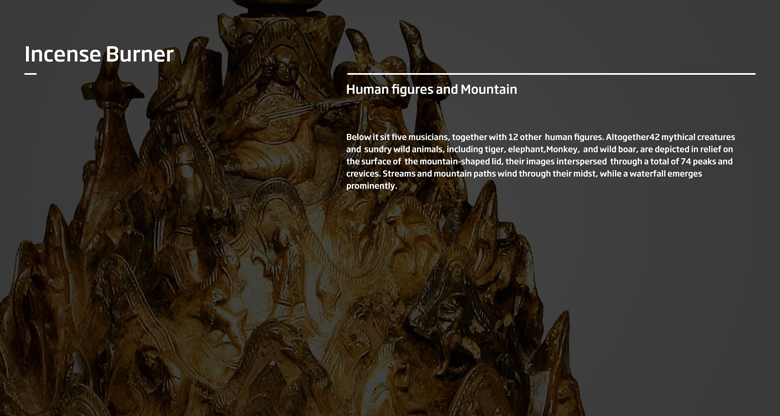 Incense Burner
Human figures and Mountain
Below it sit five musicians, together with 12 other human figures. Altogether42 mythical creatures
and sundry wild animals, including tiger, elephant,Monkey, and wild boar, are depicted in relief on
the surface of the mountain-shaped lid, their images interspersed through a total of 74 peaks and
crevices. Streams and mountain paths wind through their midst, while a waterfall emerges
prominently.